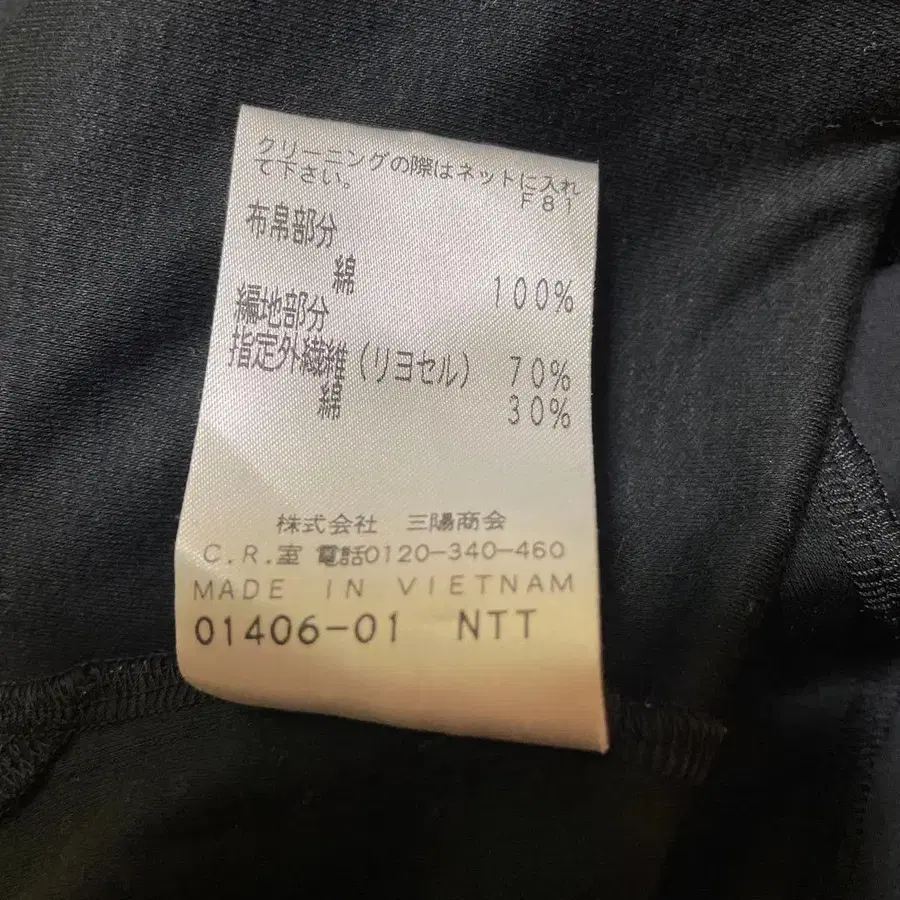 クリーニングの際はネットに入れ
て下さい。
F81
布帛部分
綿 100%
編地部分
指定外繊維(リヨセル) 70%
綿 30%
株式会社 三陽商会
C.R.室 電話0120-340-460
MADE IN VIETNAM
01406-01 NTT